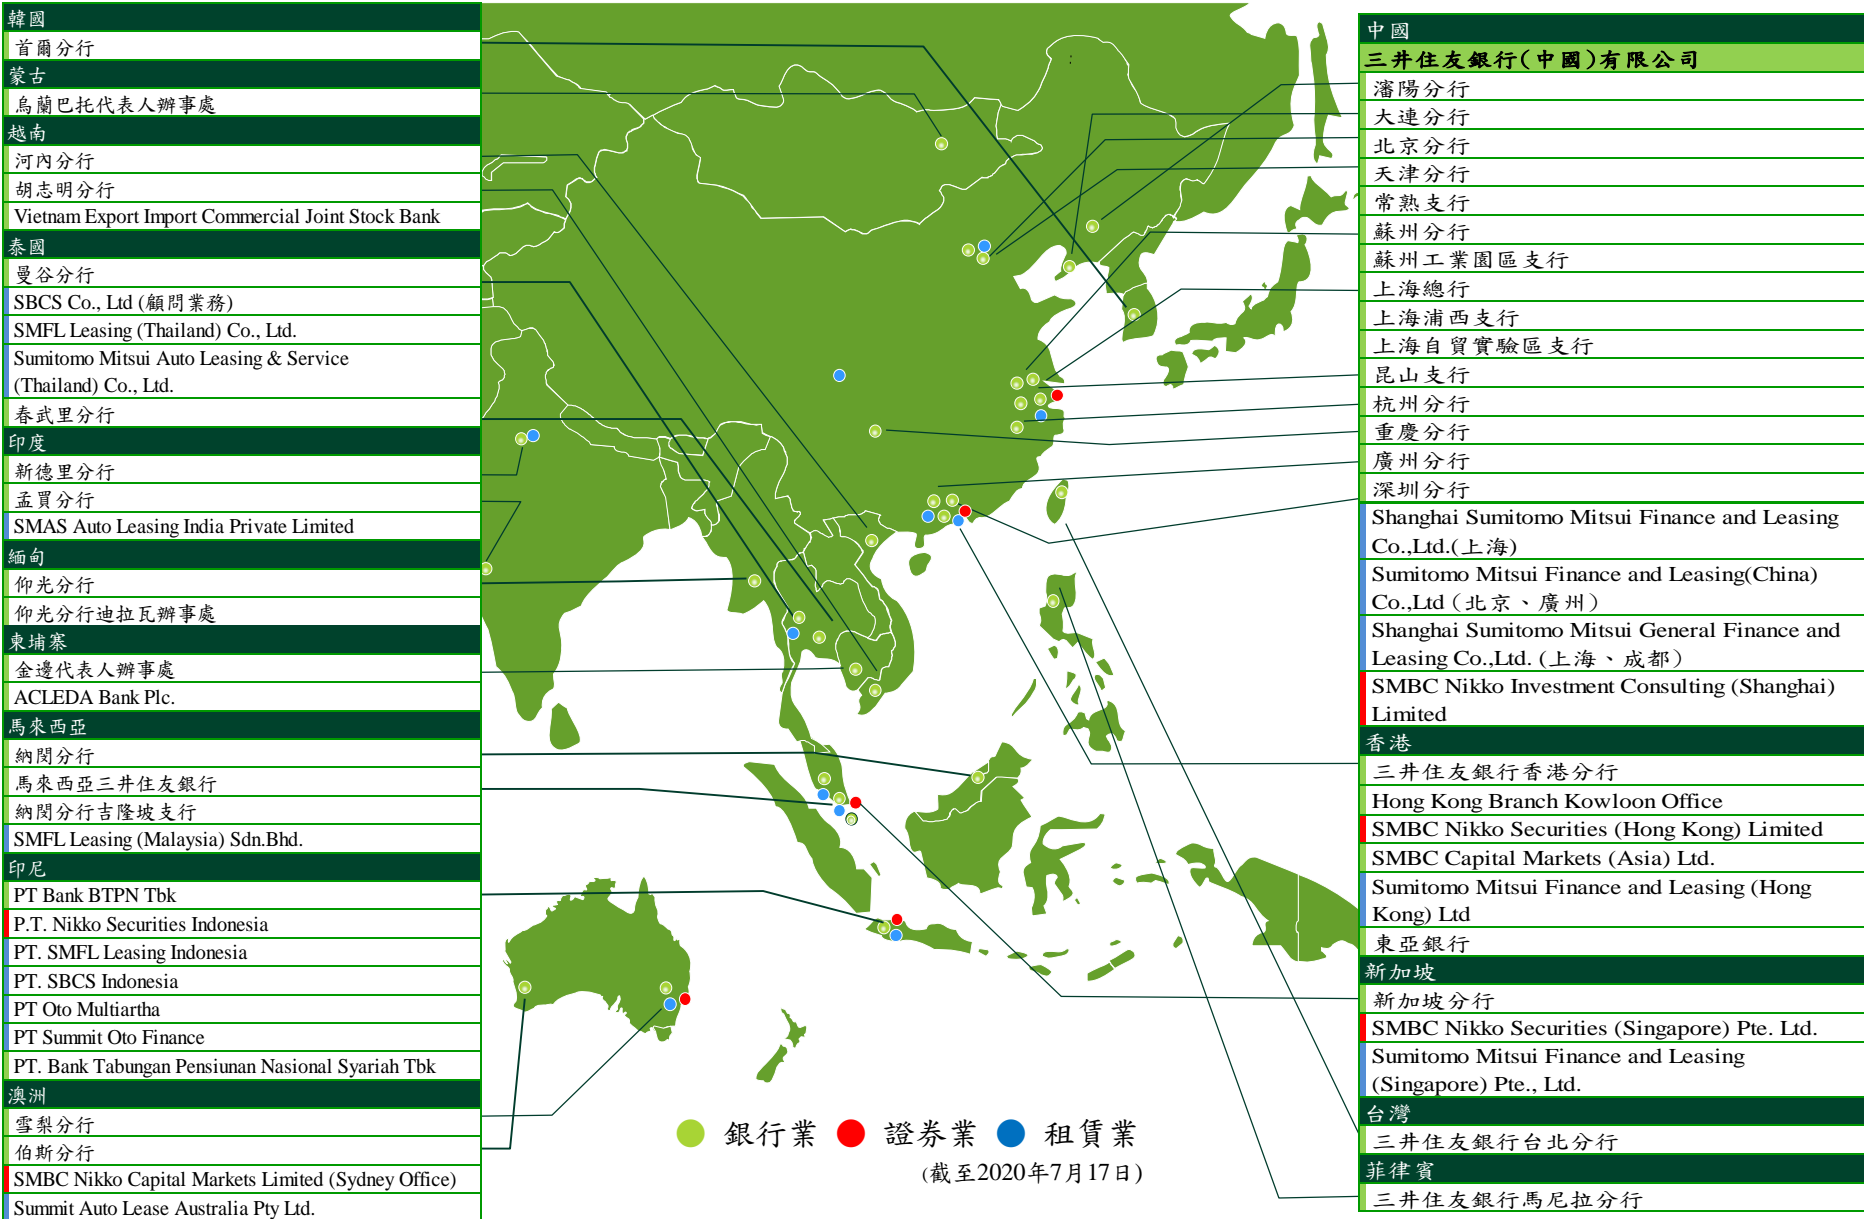 韓國
首爾分行
蒙古
烏蘭巴托代表人辦事處
越南
河內分行
胡志明分行
Vietnam Export Import Commercial Joint Stock Bank
泰國
曼谷分行
SBCS Co., Ltd (顧問業務)
SMFL Leasing (Thailand) Co., Ltd.
Sumitomo Mitsui Auto Leasing & Service
(Thailand) Co., Ltd.
春武里分行
印度
新德里分行
孟買分行
SMAS Auto Leasing India Private Limited
緬甸
仰光分行
仰光分行迪拉瓦辦事處
柬埔寨
金邊代表人辦事處
ACLEDA Bank Plc.
馬來西亞
納閔分行
馬來西亞三井住友銀行
納閔分行吉隆坡支行
SMFL Leasing (Malaysia) Sdn.Bhd.
印尼
PT Bank BTPN Tbk
P.T. Nikko Securities Indonesia
PT. SMFL Leasing Indonesia
PT. SBCS Indonesia
PT Oto Multiartha
PT Summit Oto Finance
PT. Bank Tabungan Pensiunan Nasional Syariah Tbk
澳洲
雪梨分行
伯斯分行
SMBC Nikko Capital Markets Limited (Sydney Office)
Summit Auto Lease Australia Pty Ltd.
:
銀行業 證券業 租賃業
(截至2020年7月17日)
中國
三井住友銀行(中國)有限公司
瀋陽分行
大連分行
北京分行
天津分行
常熟支行
蘇州分行
蘇州工業園區支行
上海總行
上海浦西支行
上海自貿實驗區支行
昆山支行
杭州分行
重慶分行
廣州分行
深圳分行
Shanghai Sumitomo Mitsui Finance and Leasing
Co.,Ltd.(上海)
Sumitomo Mitsui Finance and Leasing(China)
Co.,Ltd (北京、廣州)
Shanghai Sumitomo Mitsui General Finance and
Leasing Co.,Ltd. (上海、成都)
SMBC Nikko Investment Consulting (Shanghai)
Limited
香港
三井住友銀行香港分行
Hong Kong Branch Kowloon Office
SMBC Nikko Securities (Hong Kong) Limited
SMBC Capital Markets (Asia) Ltd.
Sumitomo Mitsui Finance and Leasing (Hong
Kong) Ltd
東亞銀行
新加坡
新加坡分行
SMBC Nikko Securities (Singapore) Pte. Ltd.
Sumitomo Mitsui Finance and Leasing
(Singapore) Pte., Ltd.
台灣
三井住友銀行台北分行
菲律賓
三井住友銀行馬尼拉分行